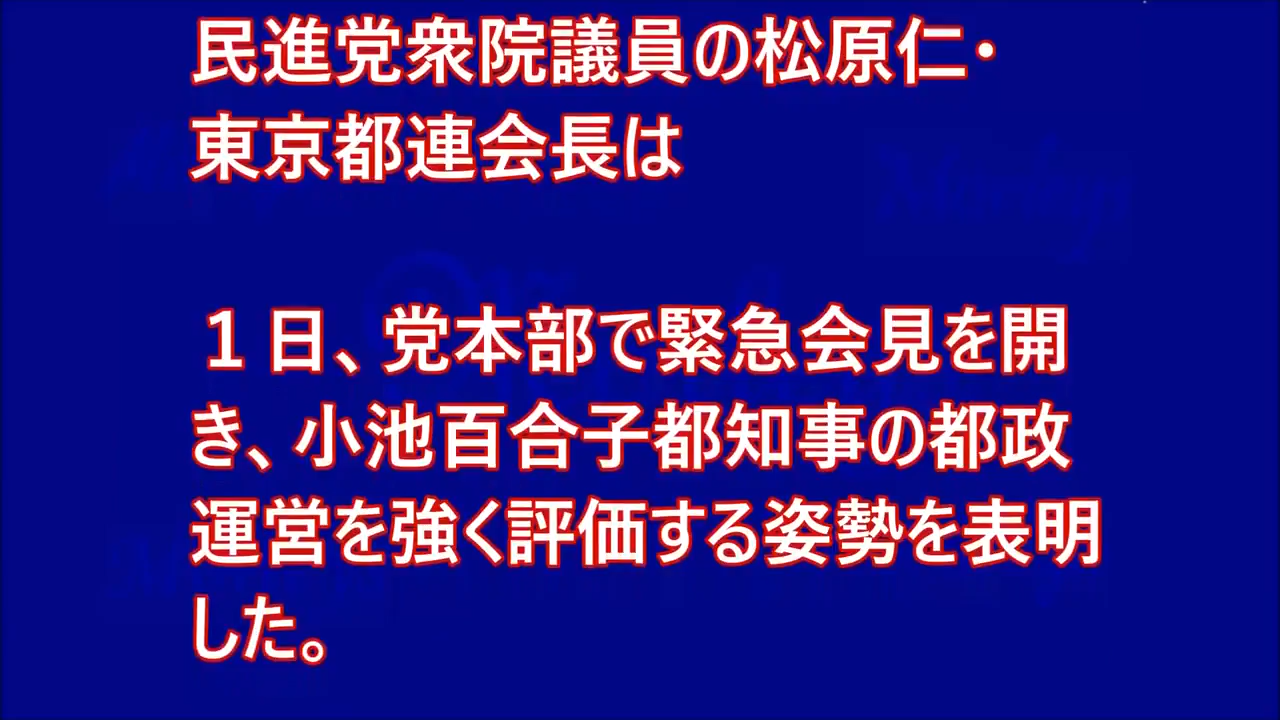 民進党衆院議員の松原仁・
東京都連会長は
１日、党本部で緊急会見を開
き、小池百合子都知事の都政
運営を強く評価する姿勢を表明
した。